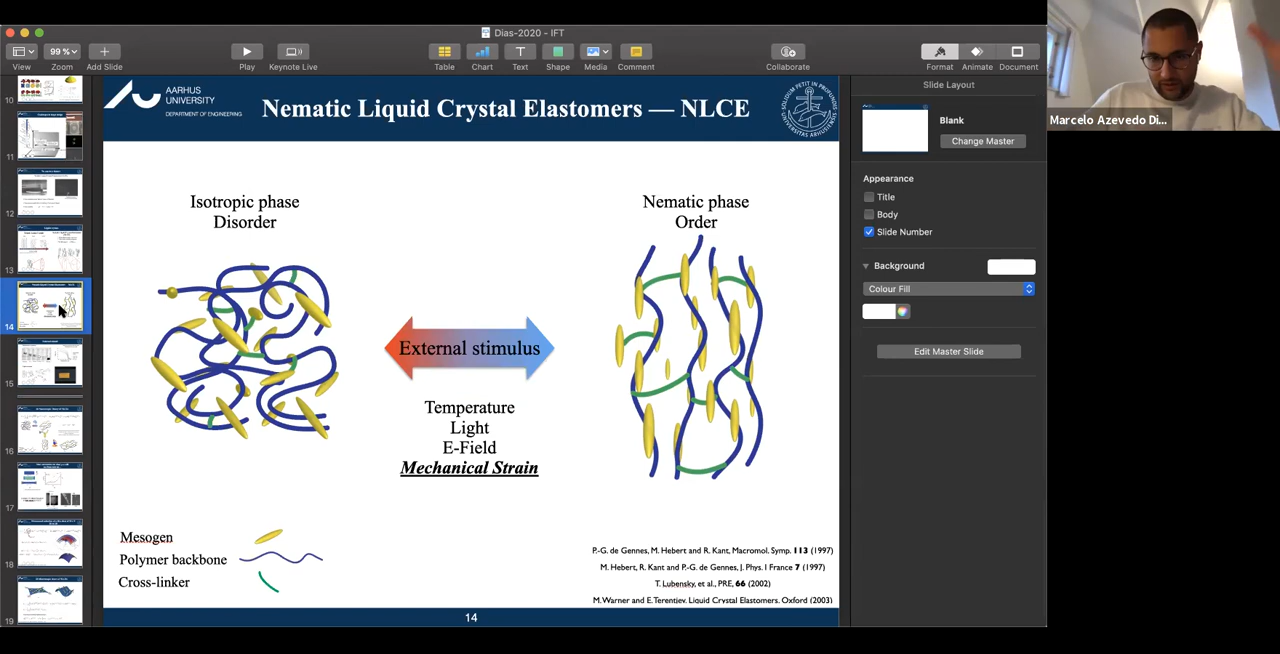 Dias-2020 - IFT
99%
View
Zoom
Add Slide
Play
Keynote Live
Table
Chart
Text
Shape
Media
Comment
Collaborate
Format
Animate
Document
Marcelo Azevedo Di...
Slide Layout
Blank
Change Master
Appearance
Title
Body
Slide Number
Background
Colour Fill
Edit Master Slide
10
11
12
13
14
15
16
17
18
19
AARHUS
UNIVERSITY
DEPARTMENT OF ENGINEERING
Nematic Liquid Crystal Elastomers — NLCE
Isotropic phase
Disorder
Nematic phase
Order
External stimulus
Temperature
Light
E-Field
Mechanical Strain
Mesogen
Polymer backbone
Cross-linker
P.-G. de Gennes, M. Hebert and R. Kant, Macromol. Symp. 113 (1997)
M. Hebert, R. Kant and P.-G. de Gennes, J. Phys. I France 7 (1997)
T. Lubensky, et al., PRE, 66 (2002)
M. Warner and E. Terentjev. Liquid Crystal Elastomers. Oxford (2003)
14